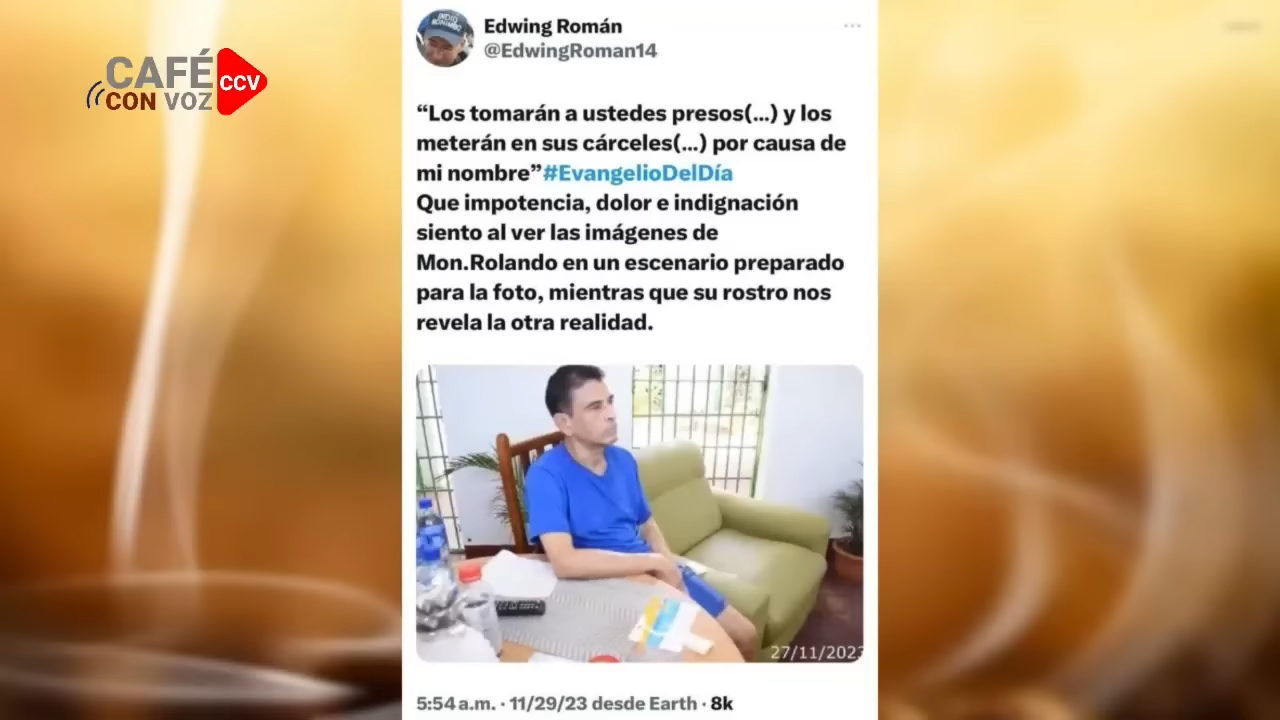 CAFÉ
CON VOZ
CCV
Edwing Román
@EdwingRoman14
“Los tomarán a ustedes presos(...) y los
meterán en sus cárceles(...) por causa de
mi nombre”#EvangelioDelDía
Que impotencia, dolor e indignación
siento al ver las imágenes de
Mon.Rolando en un escenario preparado
para la foto, mientras que su rostro nos
revela la otra realidad.
27/11/2023
5:54 a.m. · 11/29/23 desde Earth · 8k